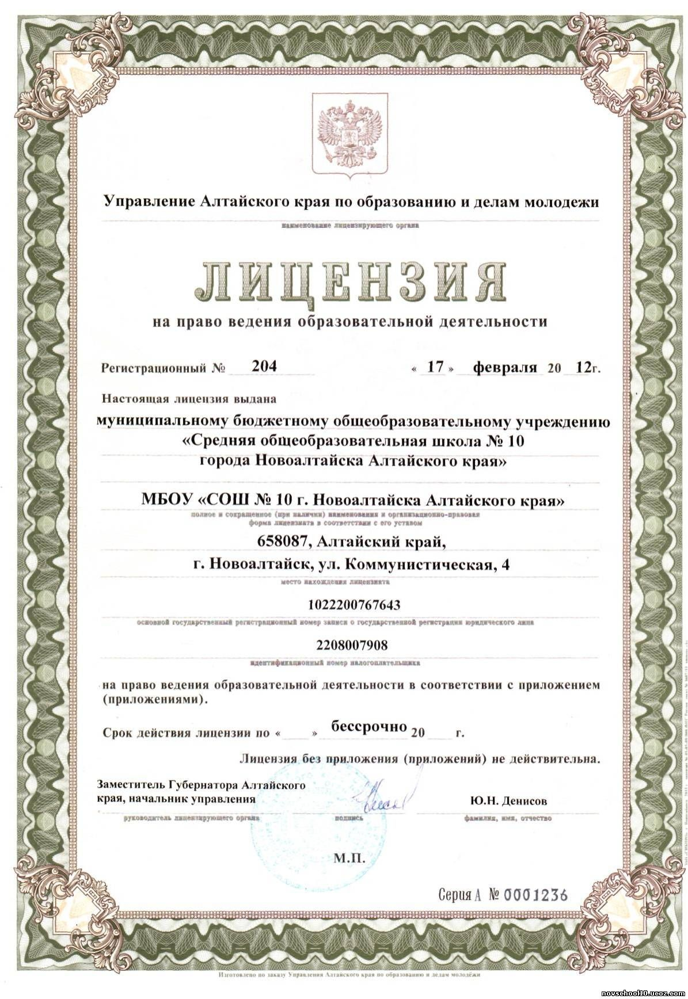 Управление Алтайского края по образованию и делам молодежи
наименование лицензирующего органа
ЛИЦЕНЗИЯ
на право ведения образовательной деятельности
Регистрационный № 204 « 17 » февраля 20 12г.
Настоящая лицензия выдана
муниципальному бюджетному общеобразовательному учреждению
«Средняя общеобразовательная школа № 10
города Новоалтайска Алтайского края»
МБОУ «СОШ № 10 г. Новоалтайска Алтайского края»
полное и сокращенное (при наличии) наименования и организационно-правовая
форма лицензиата в соответствии с его уставом
658087, Алтайский край,
г. Новоалтайск, ул. Коммунистическая, 4
место нахождения лицензиата
1022200767643
основной государственный регистрационный номер записи о государственной регистрации юридического лица
2208007908
идентификационный номер налогоплательщика
на право ведения образовательной деятельности в соответствии с приложением
(приложениями).
Срок действия лицензии по « » бессрочно 20 г.
Лицензия без приложения (приложений) не действительна.
Заместитель Губернатора Алтайского
края, начальник управления
Ю.Н. Денисов
руководитель лицензирующего органа подпись фамилия, имя, отчество
М.П.
Серия А № 0001236
Изготовлено по заказу Управления Алтайского края по образованию и делам молодёжи
novschool10.ucoz.com